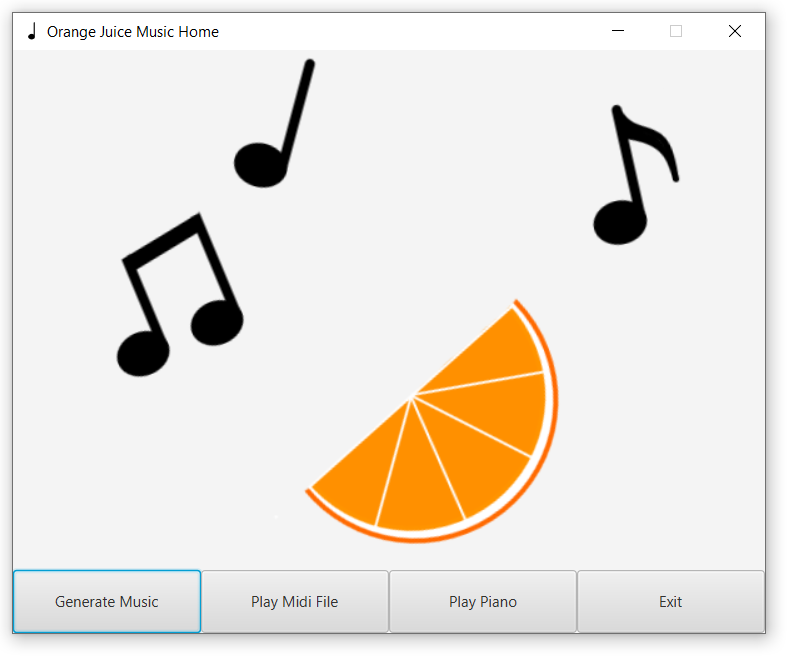 Orange Juice Music Home
Generate Music
Play Midi File
Play Piano
Exit